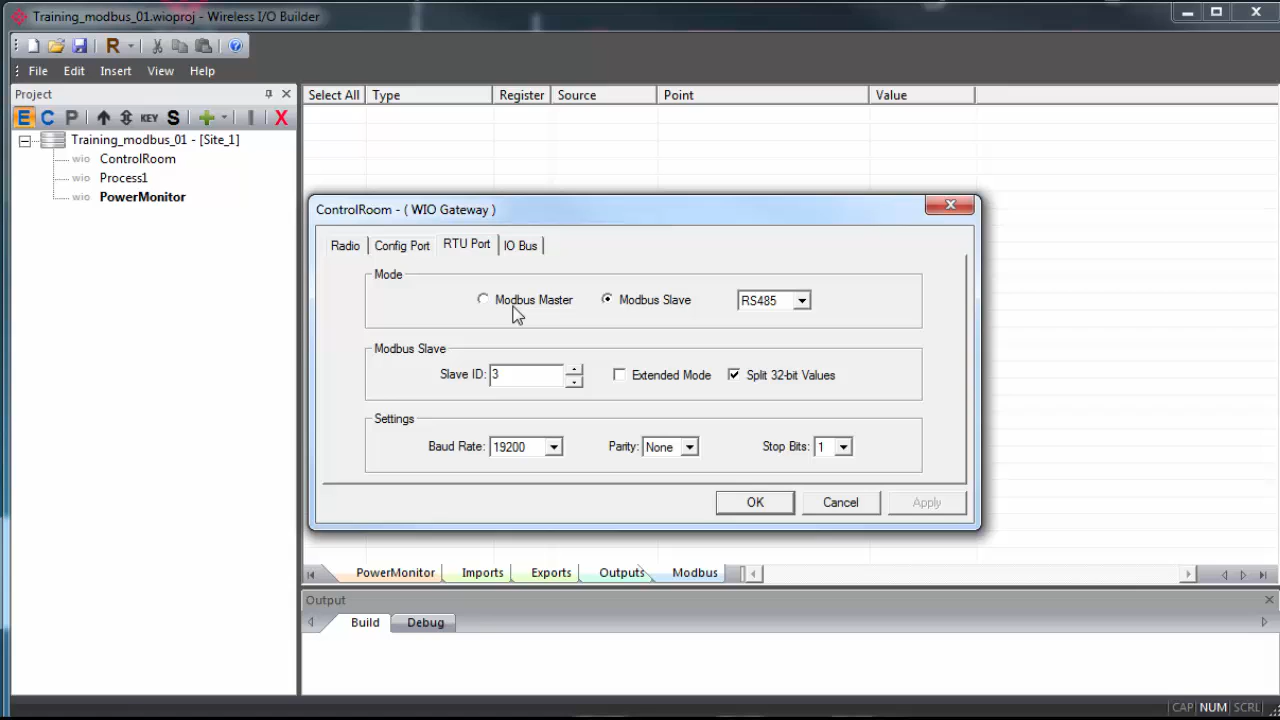 Training_modbus_01.wioproj - Wireless I/O Builder
R
File Edit Insert View Help
Project
E C P KEY S X
Training_modbus_01 - [Site_1]
wio ControlRoom
wio Process1
wio PowerMonitor
Select All Type Register Source Point Value
ControlRoom - ( WIO Gateway )
Radio Config Port RTU Port IO Bus
Mode
Modbus Master Modbus Slave RS485
Modbus Slave
Slave ID: 3 Extended Mode Split 32-bit Values
Settings
Baud Rate: 19200 Parity: None Stop Bits: 1
OK Cancel Apply
PowerMonitor Imports Exports Outputs Modbus
Output
Build Debug
CAP NUM SCRL